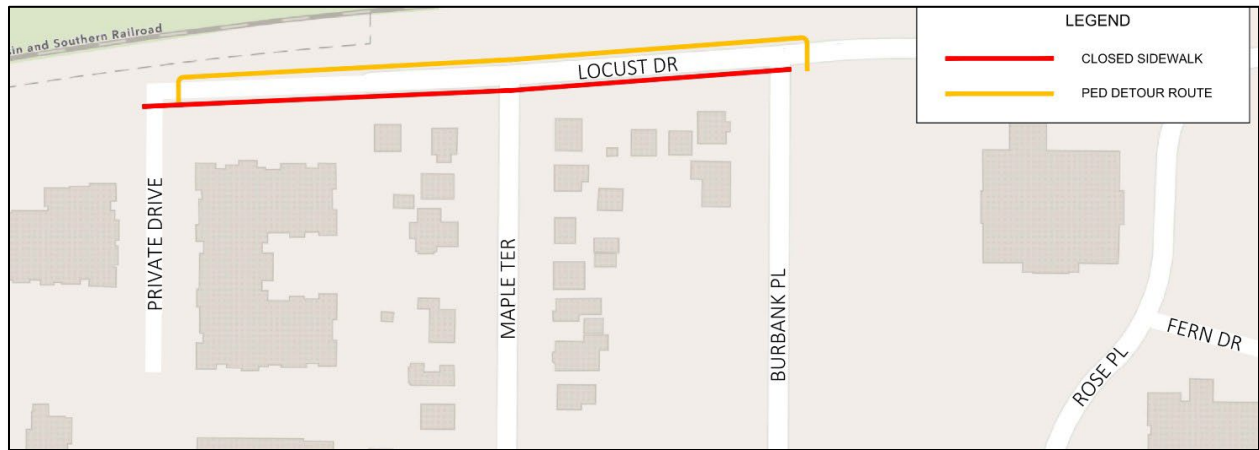 in and Southern Railroad
LEGEND
CLOSED SIDEWALK
PED DETOUR ROUTE
LOCUST DR
PRIVATE DRIVE
MAPLE TER
BURBANK PL
ROSE PL
FERN DR